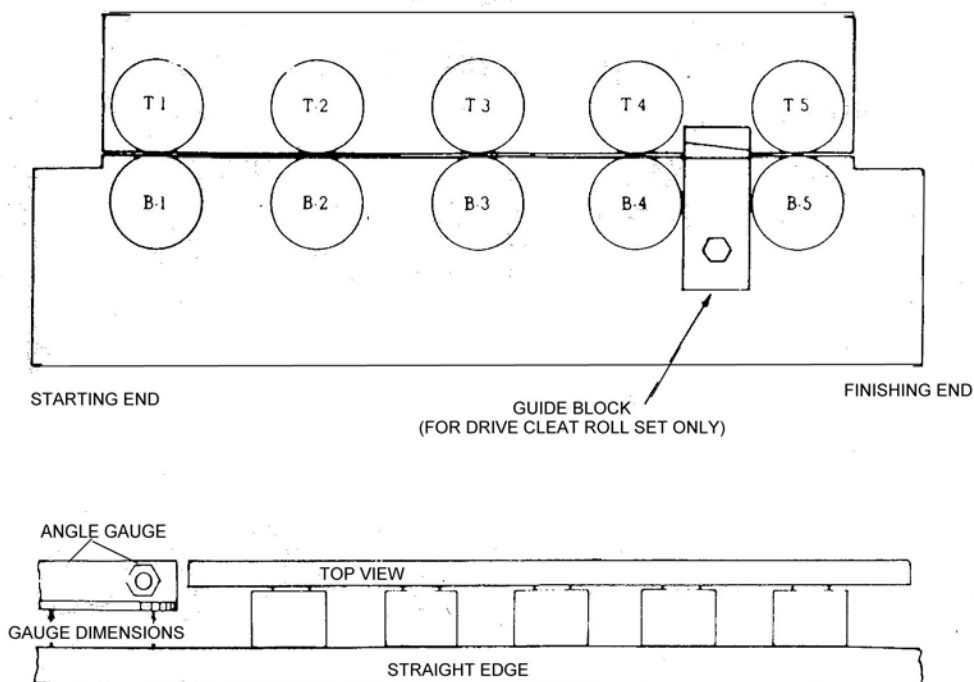 T 1 T-2 T 3 T 4 T 5
B-1 B-2 B-3 B-4 B-5
STARTING END
FINISHING END
GUIDE BLOCK
(FOR DRIVE CLEAT ROLL SET ONLY)
ANGLE GAUGE
TOP VIEW
GAUGE DIMENSIONS
STRAIGHT EDGE